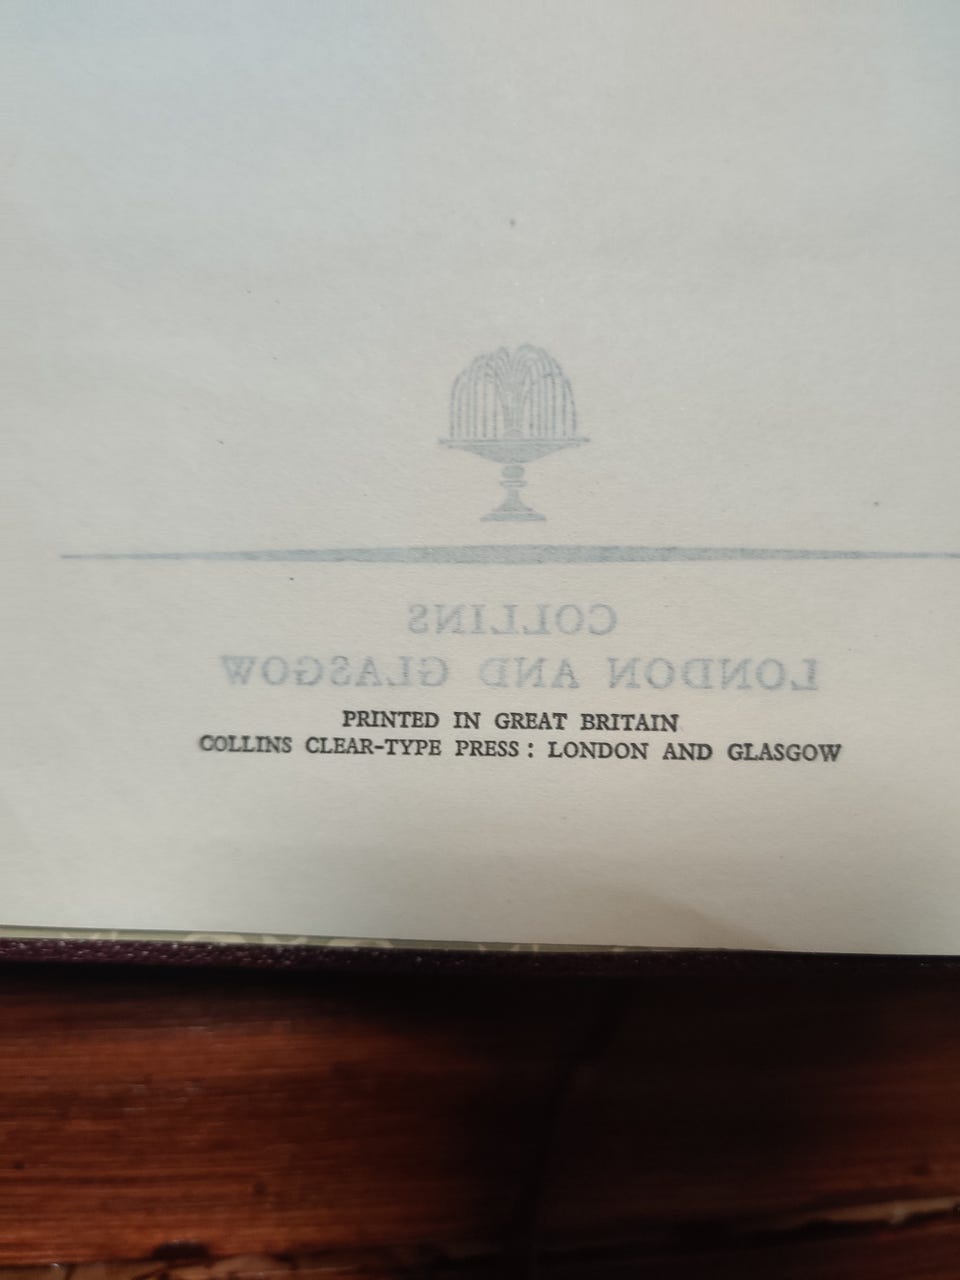 COLLINS
LONDON AND GLASGOW
PRINTED IN GREAT BRITAIN
COLLINS CLEAR-TYPE PRESS : LONDON AND GLASGOW